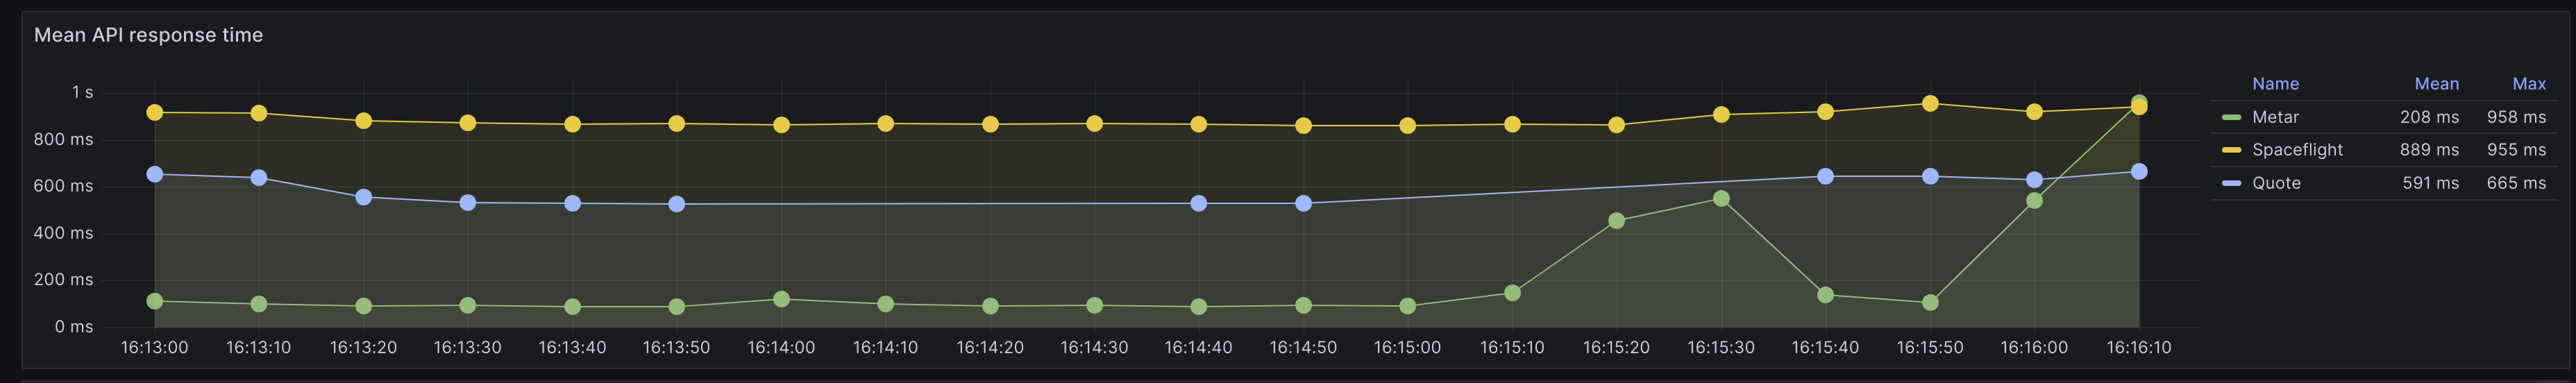 Mean API response time
1 s
800 ms
600 ms
400 ms
200 ms
0 ms
16:13:00 16:13:10 16:13:20 16:13:30 16:13:40 16:13:50 16:14:00 16:14:10 16:14:20 16:14:30 16:14:40 16:14:50 16:15:00 16:15:10 16:15:20 16:15:30 16:15:40 16:15:50 16:16:00 16:16:10
Name Mean Max
Metar 208 ms 958 ms
Spaceflight 889 ms 955 ms
Quote 591 ms 665 ms